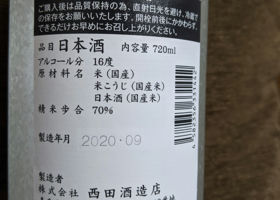 ご購入後は品質保持の為、直射日光を避け、冷蔵で
の保存をお願いいたします。開栓前後にかかわらず、
できるだけお早めにお召し上がりください。
品目 日本酒 内容量 720ml
アルコール分 16度
原材料名 米(国産)
米こうじ(国産米)
日本酒(国産米)
精米歩合 70%
製造年月 2020.09
製造者
株式会社 西田酒造店